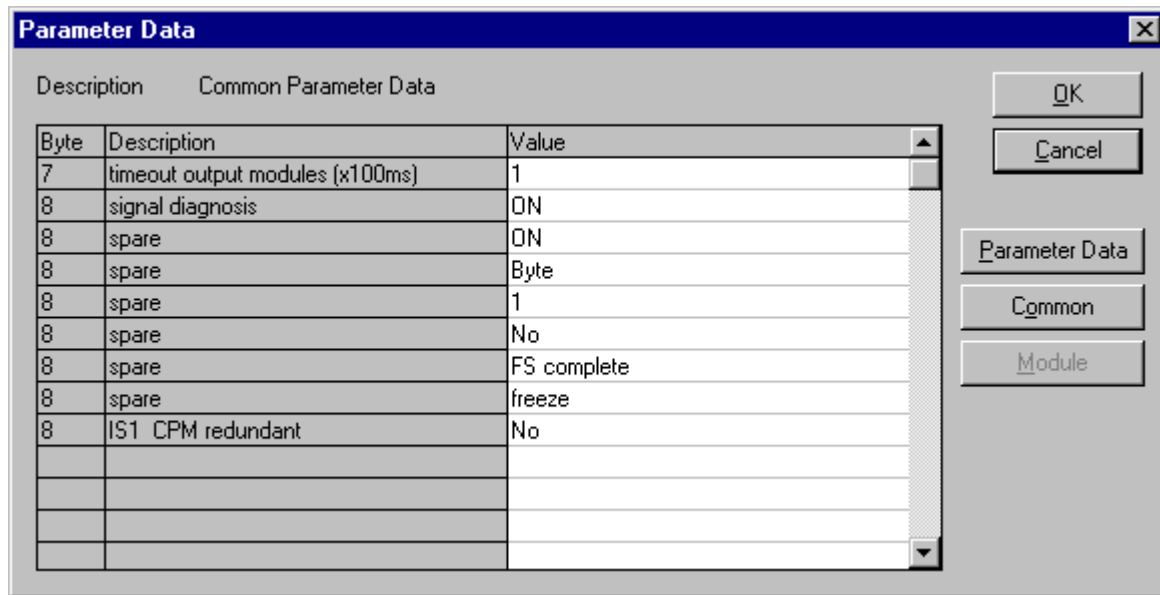 Parameter Data
Description Common Parameter Data
OK
Cancel
Byte Description Value
7 timeout output modules (x100ms) 1
8 signal diagnosis ON
8 spare ON
8 spare Byte
8 spare 1
8 spare No
8 spare FS complete
8 spare freeze
8 IS1 CPM redundant No
Parameter Data
Common
Module